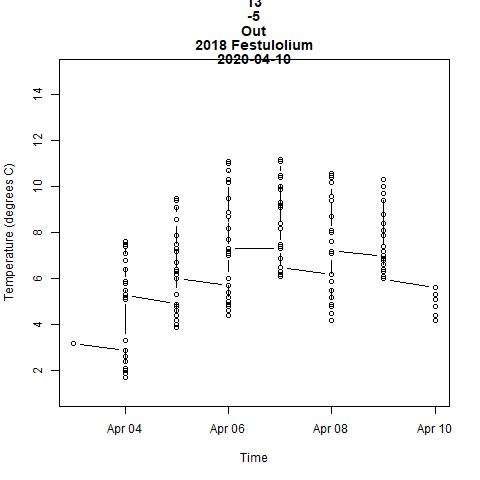 13
-5
Out
2018 Festulolium
2020-04-10
14
12
10
8
6
4
2
Temperature (degrees C)
Apr 04
Apr 06
Apr 08
Apr 10
Time